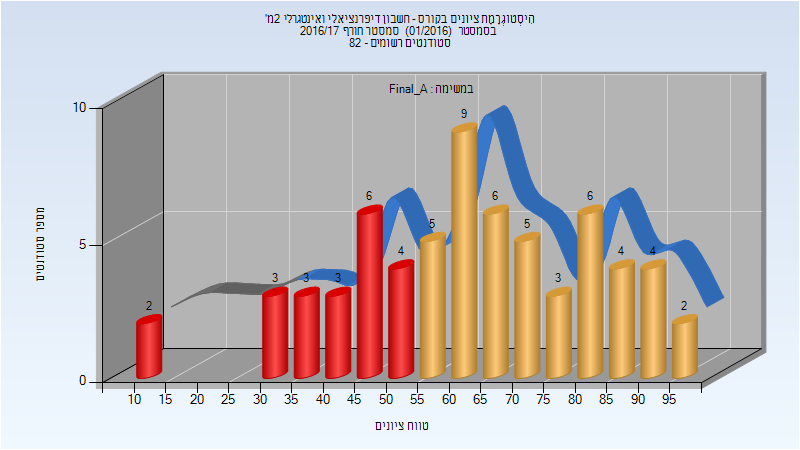 היסטוגרמת ציונים בקורס - חשבון דיפרנציאלי ואינטגרלי 2מ'
בסמסטר (01/2016) סמסטר חורף 2016/17
סטודנטים רשומים - 82
במשימה : Final_A
מספר סטודנטים
10
5
0
2
3
3
3
6
4
5
9
6
5
3
6
4
4
2
10 15 20 25 30 35 40 45 50 55 60 65 70 75 80 85 90 95
טווח ציונים